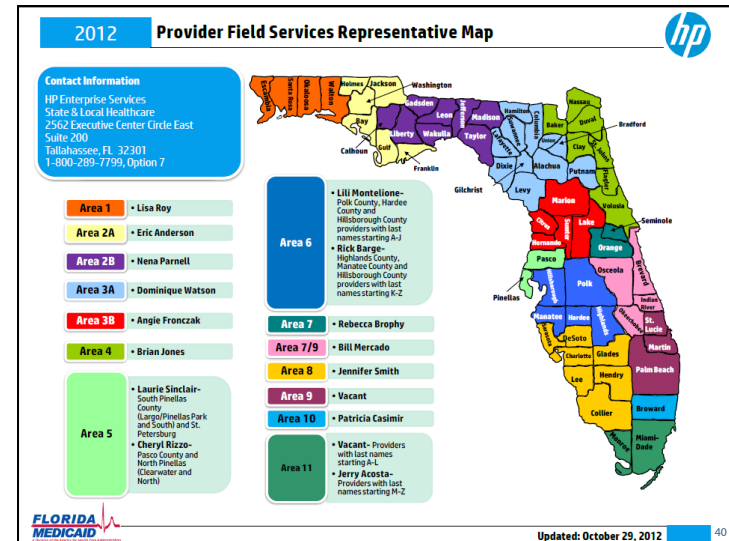 2012
Provider Field Services Representative Map
hp
Contact Information
HP Enterprise Services
State & Local Healthcare
2562 Executive Center Circle East
Suite 200
Tallahassee, FL 32301
1-800-289-7799, Option 7
Area 1
• Lisa Roy
Area 2A
• Eric Anderson
Area 2B
• Nena Parnell
Area 3A
• Dominique Watson
Area 3B
• Angie Fronczak
Area 4
• Brian Jones
Area 5
• Laurie Sinclair-
South Pinellas
County
(Largo/Pinellas Park
and South) and St.
Petersburg
• Cheryl Rizzo-
Pasco County and
North Pinellas
(Clearwater and
North)
Area 6
• Lili Montelione-
Polk County, Hardee
County and
Hillsborough County
providers with last
names starting A-J
• Rick Barge-
Highlands County,
Manatee County and
Hillsborough County
providers with last
names starting K-Z
Area 7
• Rebecca Brophy
Area 7/9
• Bill Mercado
Area 8
• Jennifer Smith
Area 9
• Vacant
Area 10
• Patricia Casimir
Area 11
• Vacant- Providers
with last names
starting A-L
• Jerry Acosta-
Providers with last
names starting M-Z
Escambia
Santa Rosa
Okaloosa
Walton
Holmes
Jackson
Washington
Bay
Calhoun
Gulf
Franklin
Gadsden
Liberty
Leon
Wakulla
Jefferson
Madison
Taylor
Hamilton
Suwannee
Lafayette
Columbia
Dixie
Gilchrist
Levy
Union
Bradford
Alachua
Putnam
Baker
Nassau
Duval
Clay
St. Johns
Flagler
Volusia
Marion
Citrus
Sumter
Lake
Hernando
Seminole
Orange
Pasco
Pinellas
Hillsborough
Polk
Manatee
Hardee
Highlands
Osceola
Brevard
Indian
River
Okeechobee
St.
Lucie
Martin
Palm Beach
Sarasota
DeSoto
Charlotte
Glades
Lee
Hendry
Collier
Broward
Monroe
Miami-
Dade
FLORIDA
MEDICAID
Updated: October 29, 2012
40